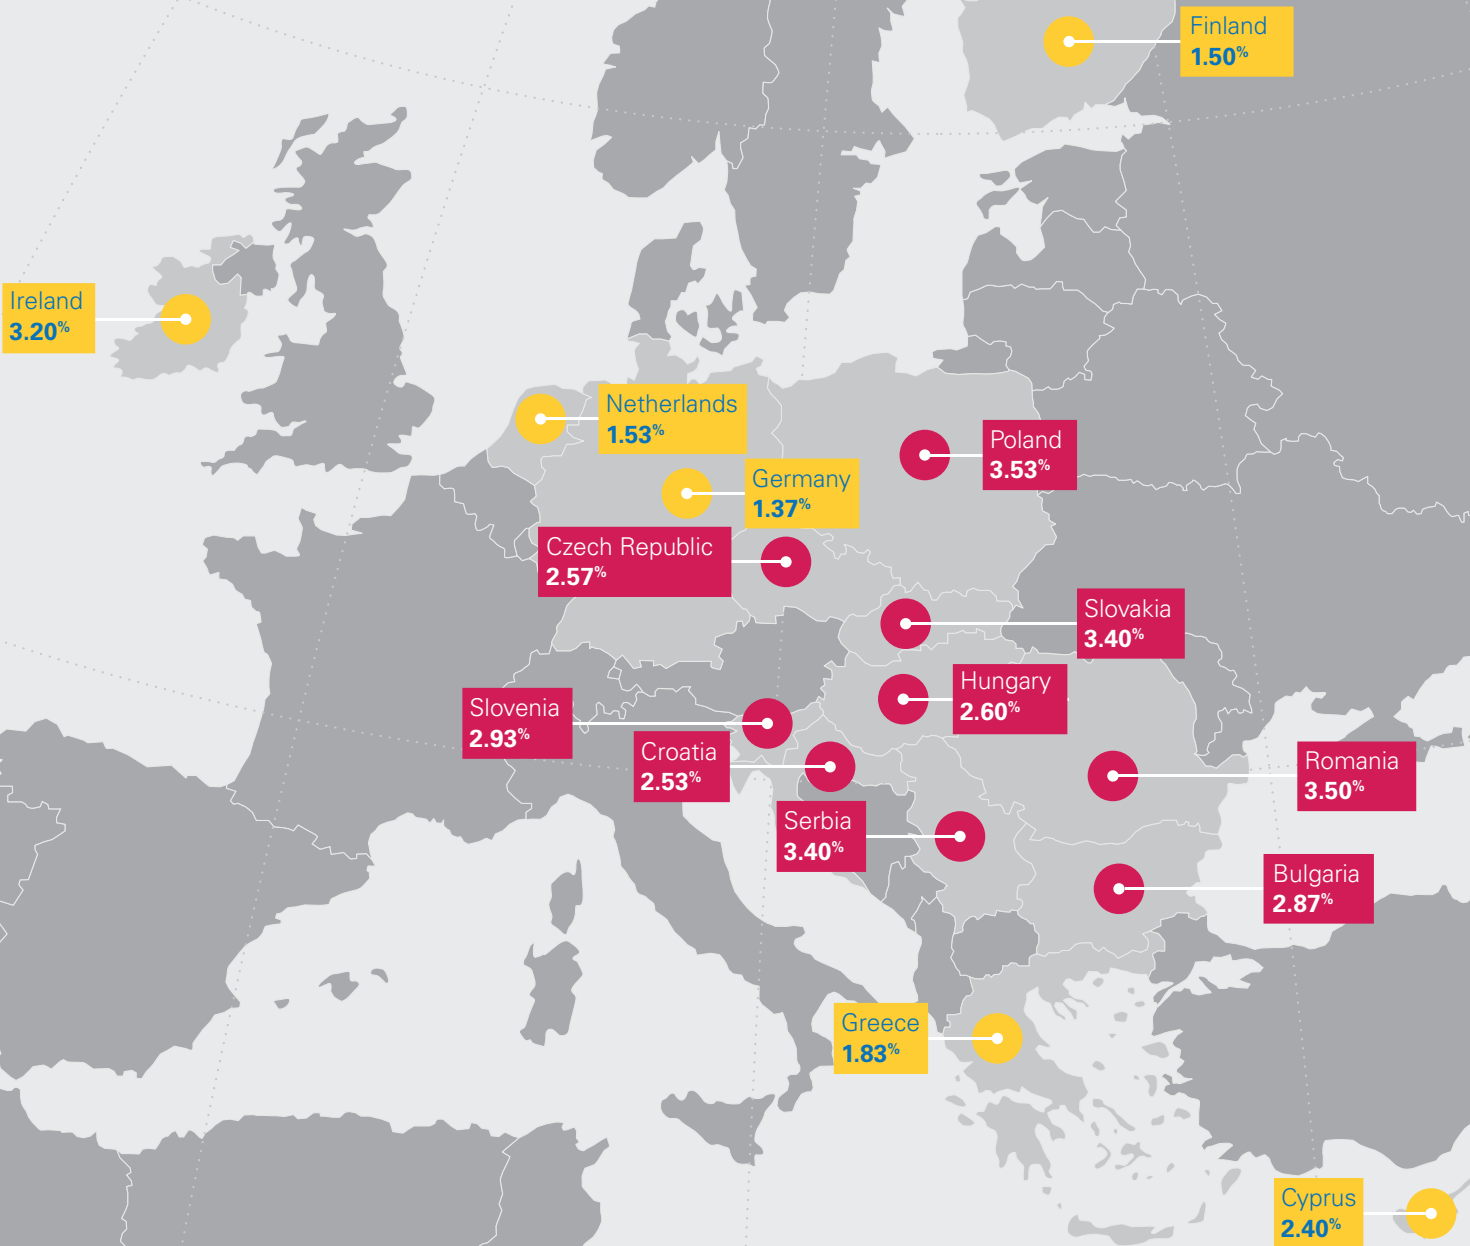 Finland
1.50%
Ireland
3.20%
Netherlands
1.53%
Poland
3.53%
Germany
1.37%
Czech Republic
2.57%
Slovakia
3.40%
Hungary
2.60%
Slovenia
2.93%
Croatia
2.53%
Romania
3.50%
Serbia
3.40%
Bulgaria
2.87%
Greece
1.83%
Cyprus
2.40%